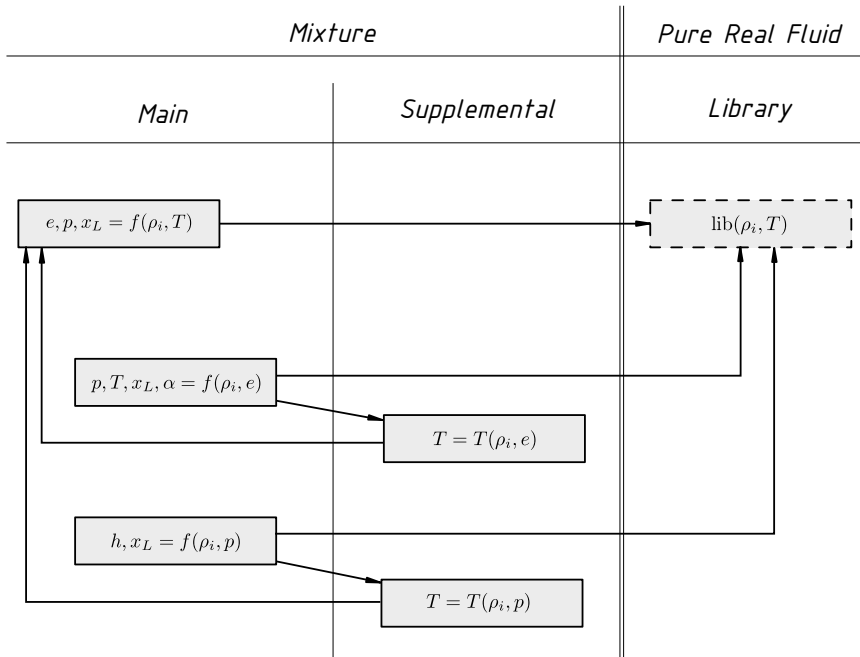 Mixture
Pure Real Fluid
Main
Supplemental
Library
e, p, x_L = f(ρ_i, T)
lib(ρ_i, T)
p, T, x_L, α = f(ρ_i, e)
T = T(ρ_i, e)
h, x_L = f(ρ_i, p)
T = T(ρ_i, p)